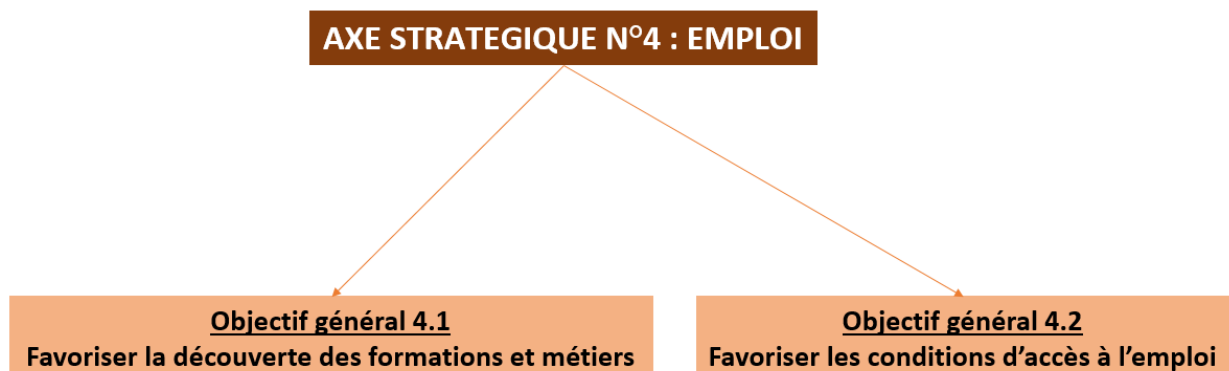 AXE STRATEGIQUE N°4 : EMPLOI
Objectif général 4.1
Favoriser la découverte des formations et métiers
Objectif général 4.2
Favoriser les conditions d’accès à l’emploi